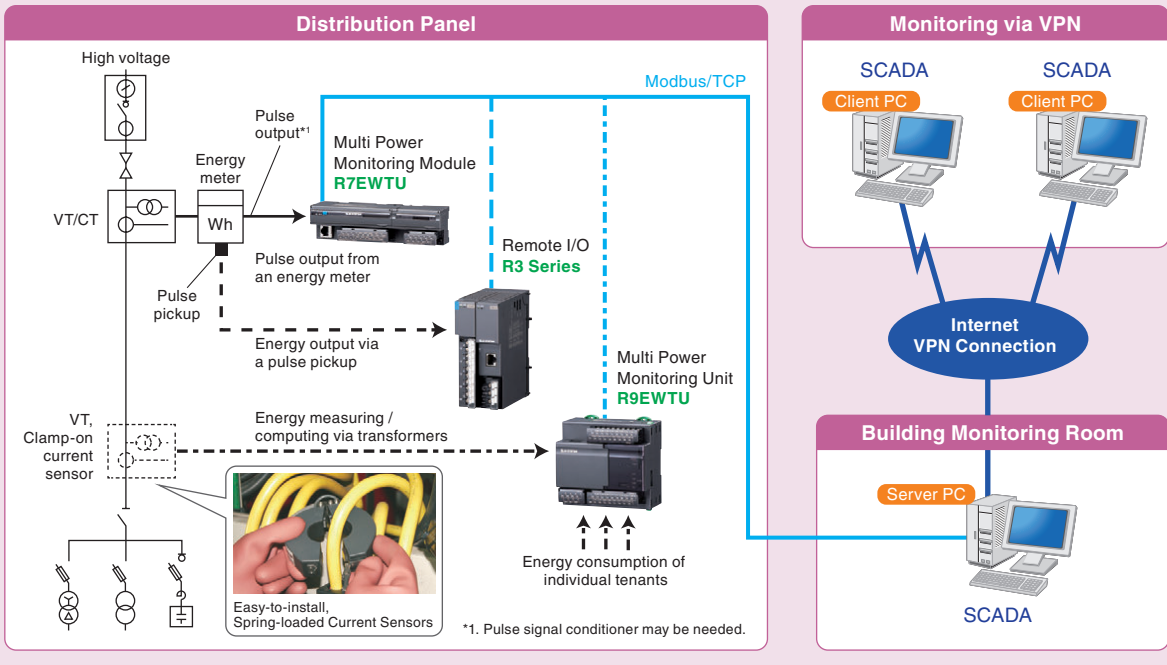 Distribution Panel
High voltage
Pulse
output*1
Energy
meter
VT/CT
Wh
Multi Power
Monitoring Module
R7EWTU
Modbus/TCP
Pulse output from
an energy meter
Pulse
pickup
Remote I/O
R3 Series
Energy output via
a pulse pickup
Multi Power
Monitoring Unit
R9EWTU
VT,
Clamp-on
current
sensor
Energy measuring /
computing via transformers
Easy-to-install,
Spring-loaded Current Sensors
Energy consumption of
individual tenants
*1. Pulse signal conditioner may be needed.
Monitoring via VPN
SCADA
Client PC
SCADA
Client PC
Internet
VPN Connection
Building Monitoring Room
Server PC
SCADA